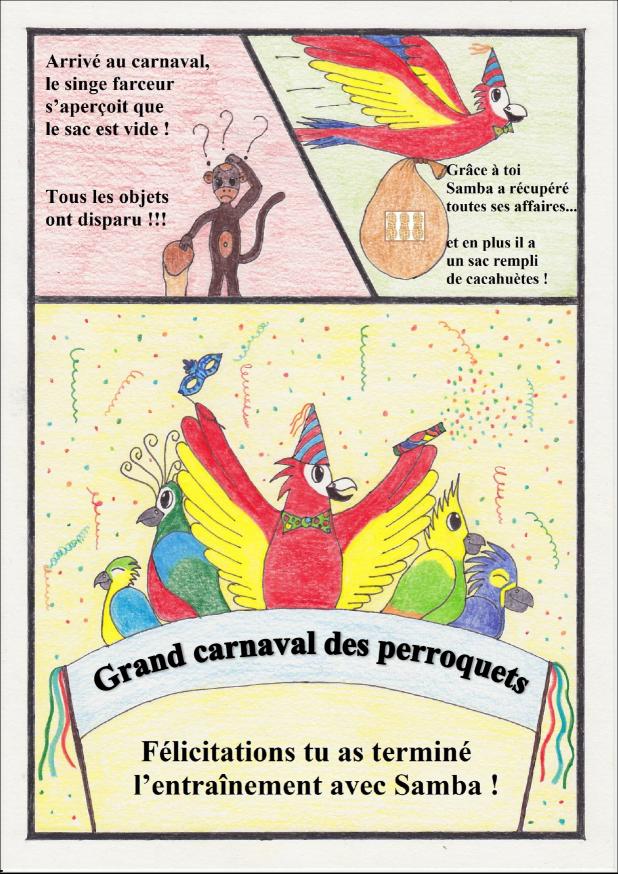 Arrivé au carnaval,
le singe farceur
s'aperçoit que
le sac est vide !
Tous les objets
ont disparu !!!
? ? ?
Grâce à toi
Samba a récupéré
toutes ses affaires...
et en plus il a
un sac rempli
de cacahuètes !
Grand carnaval des perroquets
Félicitations tu as terminé
l'entraînement avec Samba !